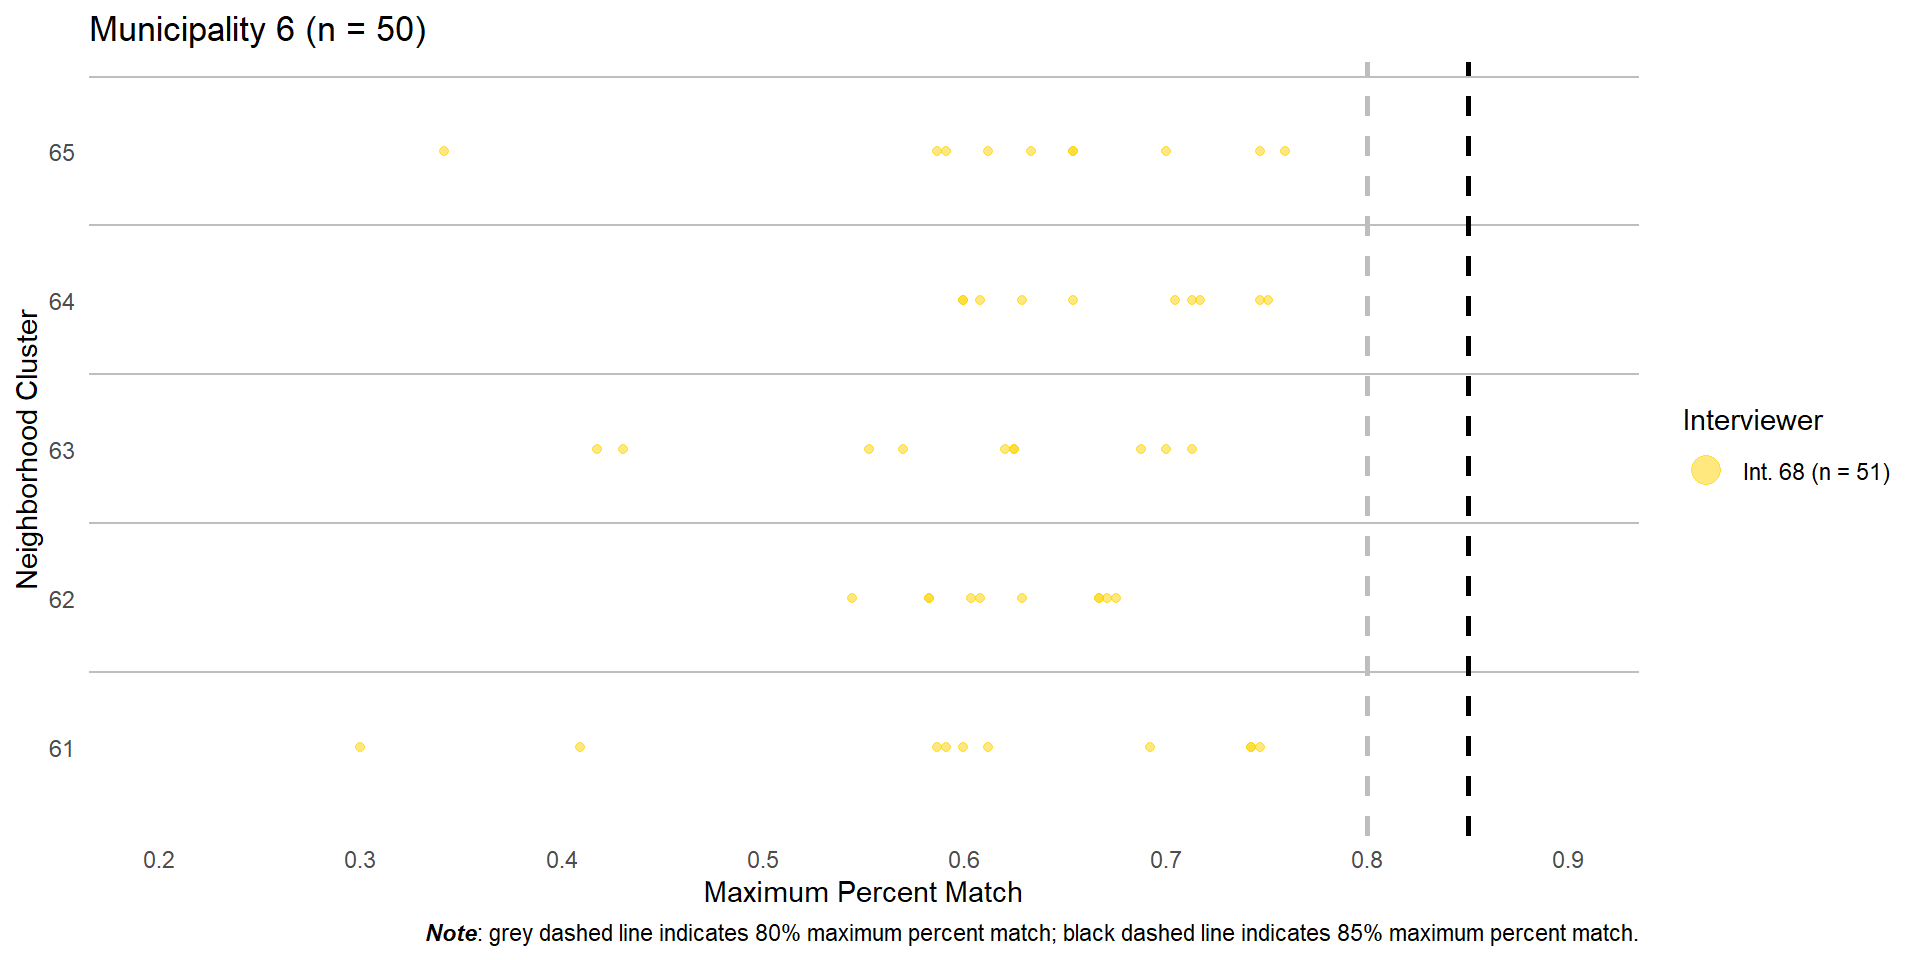 Municipality 6 (n = 50)
Neighborhood Cluster
65
64
63
62
61
0.2 0.3 0.4 0.5 0.6 0.7 0.8 0.9
Maximum Percent Match
Note: grey dashed line indicates 80% maximum percent match; black dashed line indicates 85% maximum percent match.
Interviewer
Int. 68 (n = 51)